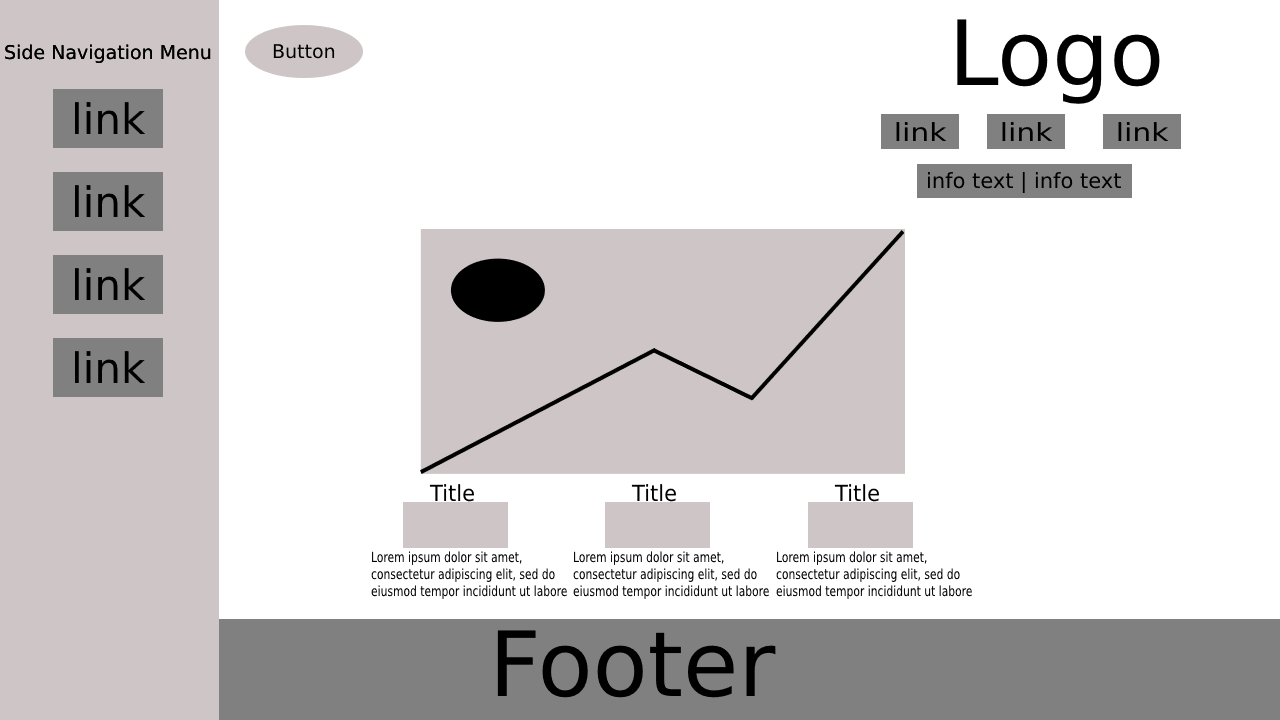 Side Navigation Menu
link
link
link
link
Button
Logo
link link link
info text | info text
Title
Lorem ipsum dolor sit amet,
consectetur adipiscing elit, sed do
eiusmod tempor incididunt ut labore
Title
Lorem ipsum dolor sit amet,
consectetur adipiscing elit, sed do
eiusmod tempor incididunt ut labore
Title
Lorem ipsum dolor sit amet,
consectetur adipiscing elit, sed do
eiusmod tempor incididunt ut labore
Footer